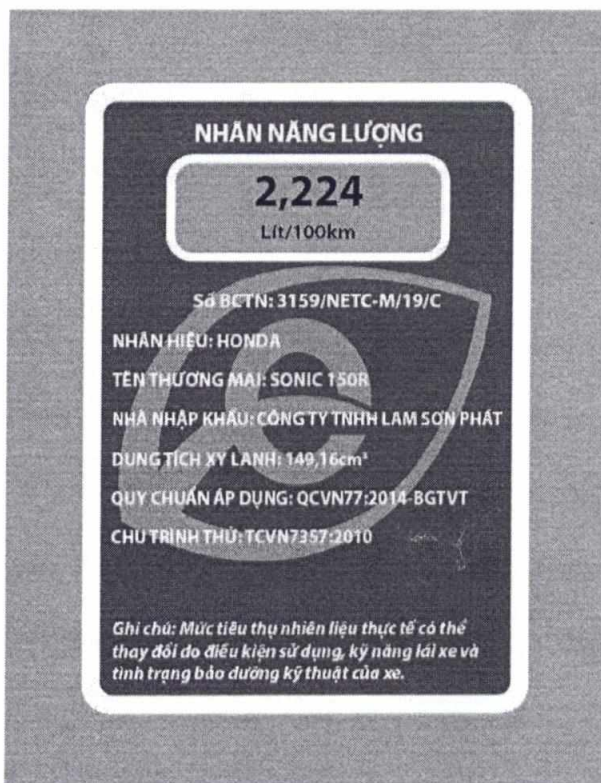 NHÃN NĂNG LƯỢNG
2,224
Lít/100km
Số BCTN: 3159/NETC-M/19/C
NHÃN HIỆU: HONDA
TÊN THƯƠNG MẠI: SONIC 150R
NHÀ NHẬP KHẨU: CÔNG TY TNHH LAM SƠN PHÁT
DUNG TÍCH XY LANH: 149,16cm³
QUY CHUẨN ÁP DỤNG: QCVN77:2014-BGTVT
CHU TRÌNH THỬ: TCVN7357:2010
Ghi chú: Mức tiêu thụ nhiên liệu thực tế có thể
thay đổi do điều kiện sử dụng, kỹ năng lái xe và
tình trạng bảo dưỡng kỹ thuật của xe.